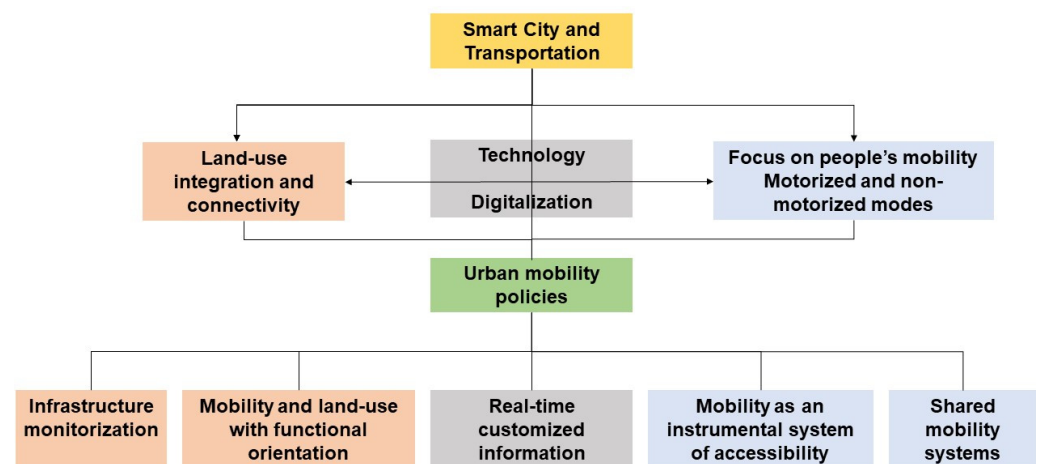 Smart City and
Transportation
Land-use
integration and
connectivity
Technology
Digitalization
Focus on people’s mobility
Motorized and non-
motorized modes
Urban mobility
policies
Infrastructure
monitorization
Mobility and land-use
with functional
orientation
Real-time
customized
information
Mobility as an
instrumental system
of accessibility
Shared
mobility
systems